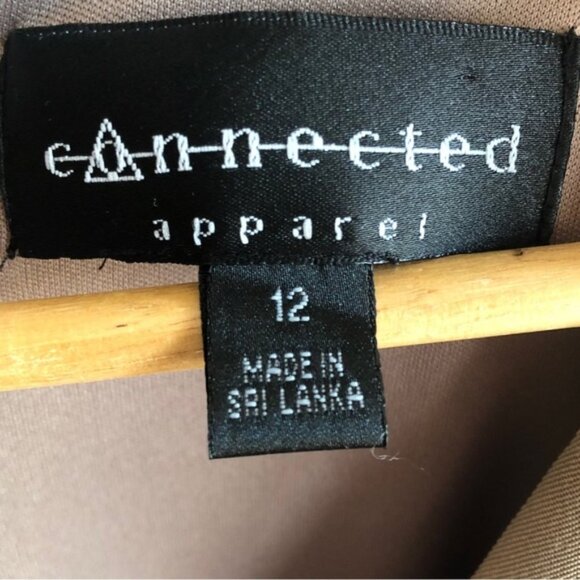 connected
apparel
12
MADE IN
SRI LANKA